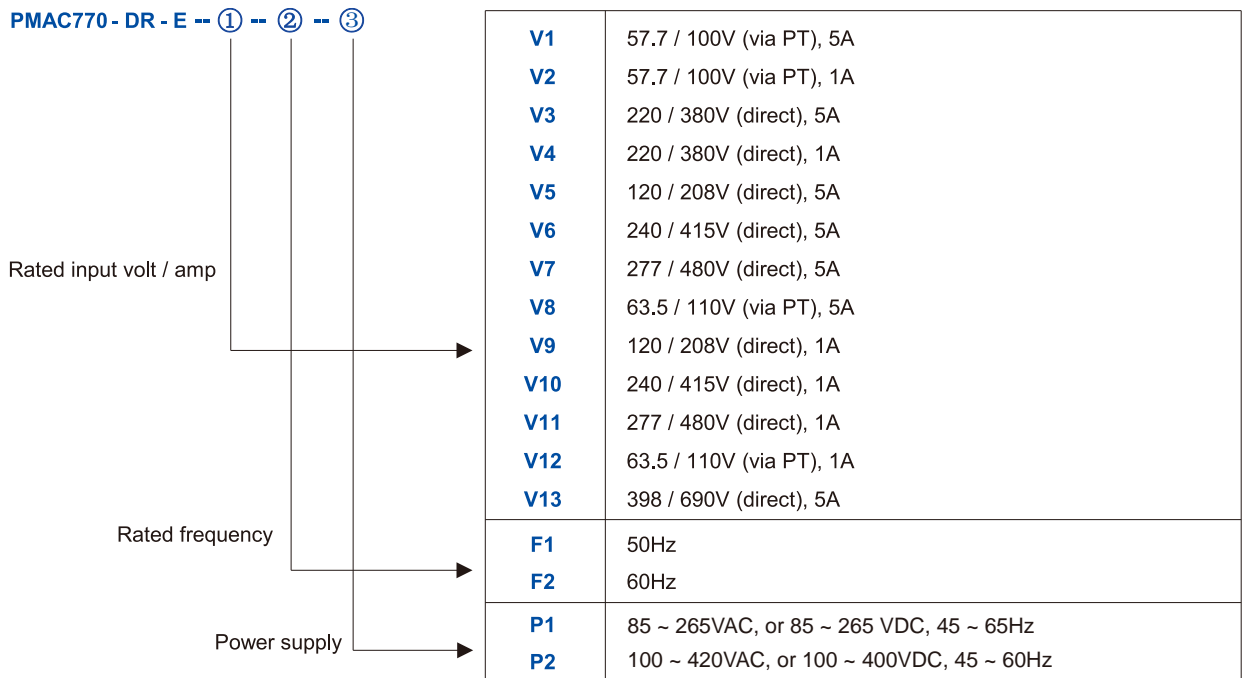 PMAC770 - DR - E -- ① -- ② -- ③
V1 57.7 / 100V (via PT), 5A
V2 57.7 / 100V (via PT), 1A
V3 220 / 380V (direct), 5A
V4 220 / 380V (direct), 1A
V5 120 / 208V (direct), 5A
V6 240 / 415V (direct), 5A
Rated input volt / amp
V7 277 / 480V (direct), 5A
V8 63.5 / 110V (via PT), 5A
V9 120 / 208V (direct), 1A
V10 240 / 415V (direct), 1A
V11 277 / 480V (direct), 1A
V12 63.5 / 110V (via PT), 1A
V13 398 / 690V (direct), 5A
Rated frequency
F1 50Hz
F2 60Hz
Power supply
P1 85 ~ 265VAC, or 85 ~ 265 VDC, 45 ~ 65Hz
P2 100 ~ 420VAC, or 100 ~ 400VDC, 45 ~ 60Hz